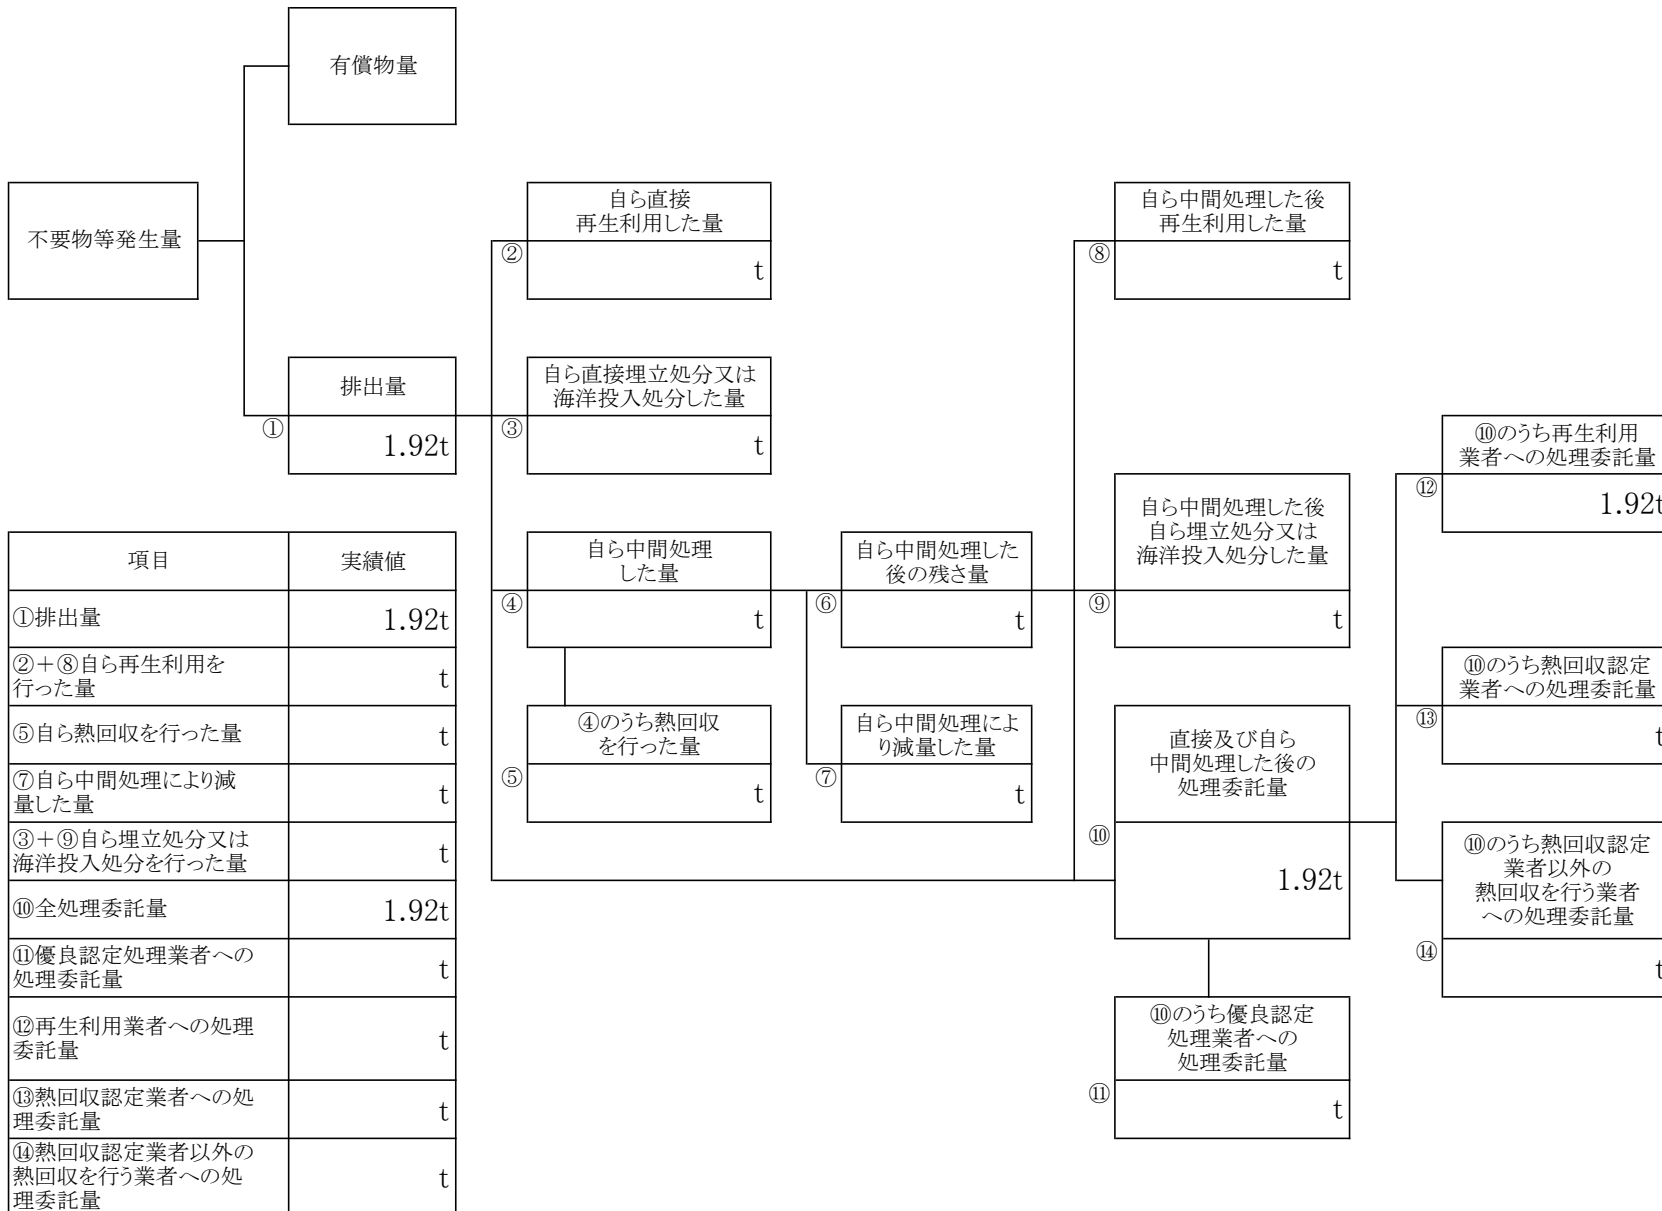 有償物量
不要物等発生量
自ら直接
再生利用した量
②
t
自ら中間処理した後
再生利用した量
⑧
t
排出量
①
1.92t
自ら直接埋立処分又は
海洋投入処分した量
③
t
⑩のうち再生利用
業者への処理委託量
⑫
1.92t
自ら中間処理
した量
④
t
自ら中間処理した
後の残さ量
⑥
t
自ら中間処理した後
自ら埋立処分又は
海洋投入処分した量
⑨
t
⑩のうち熱回収認定
業者への処理委託量
⑬
t
④のうち熱回収
を行った量
⑤
t
自ら中間処理によ
り減量した量
⑦
t
直接及び自ら
中間処理した後の
処理委託量
⑩
1.92t
⑩のうち熱回収認定
業者以外の
熱回収を行う業者
への処理委託量
⑭
t
⑩のうち優良認定
処理業者への
処理委託量
⑪
t
項目 実績値
①排出量 1.92t
②+⑧自ら再生利用を
行った量 t
⑤自ら熱回収を行った量 t
⑦自ら中間処理により減
量した量 t
③+⑨自ら埋立処分又は
海洋投入処分を行った量 t
⑩全処理委託量 1.92t
⑪優良認定処理業者への
処理委託量 t
⑫再生利用業者への処理
委託量 t
⑬熱回収認定業者への処
理委託量 t
⑭熱回収認定業者以外の
熱回収を行う業者への処
理委託量 t